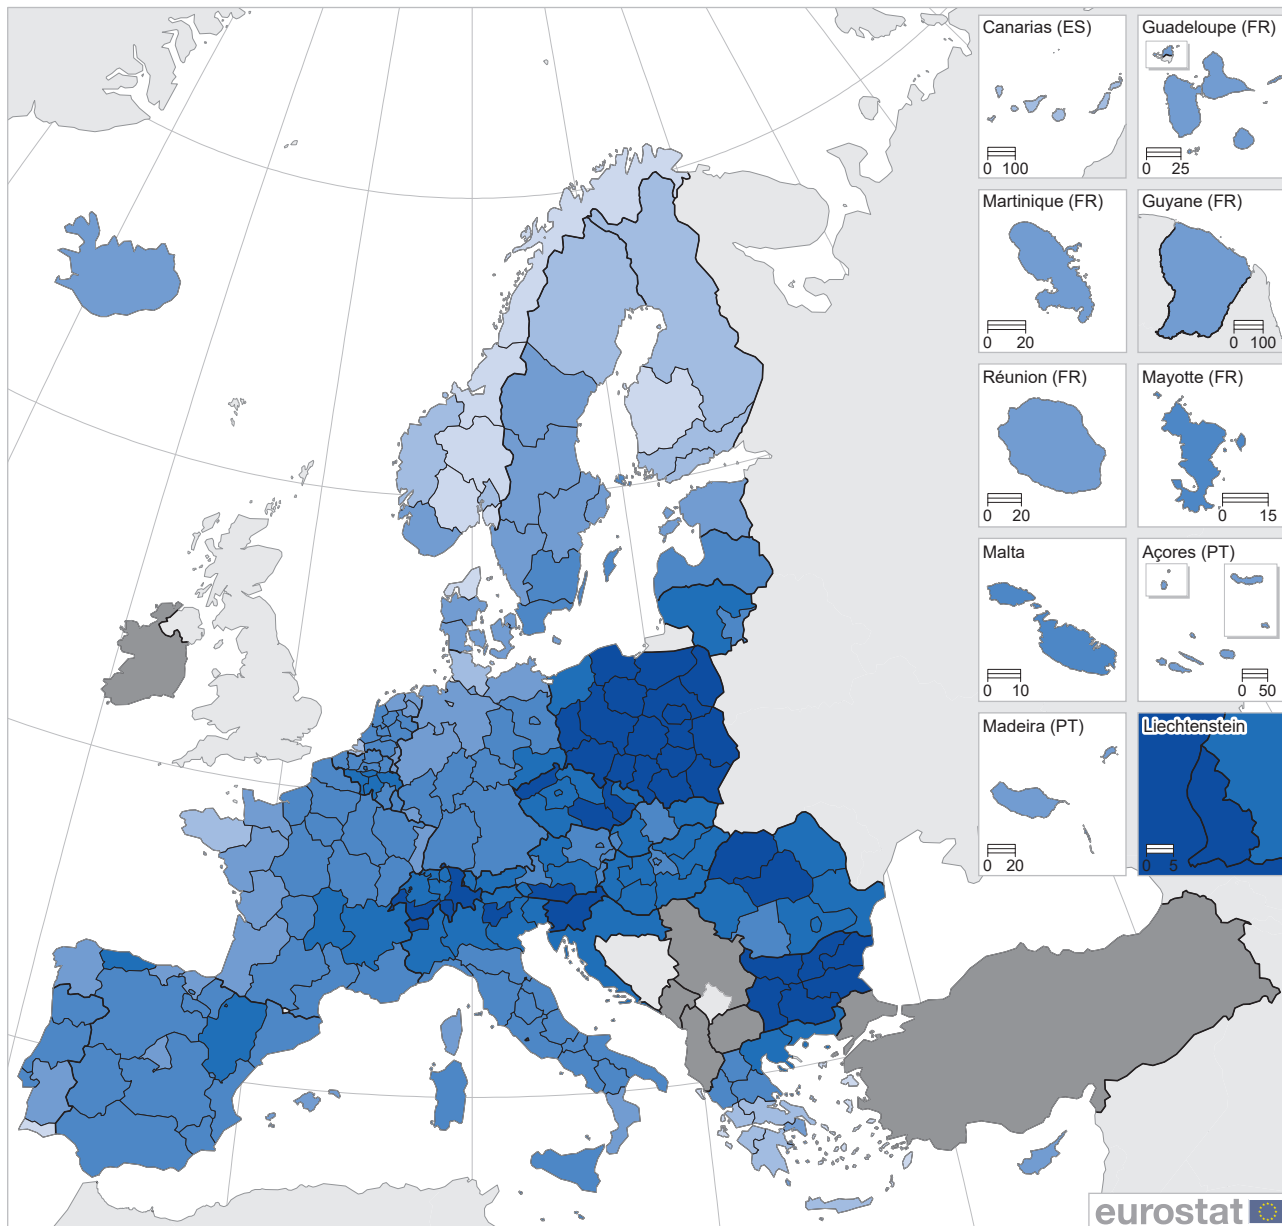 Canarias (ES)
0 100
Guadeloupe (FR)
0 25
Martinique (FR)
0 20
Guyane (FR)
0 100
Réunion (FR)
0 20
Mayotte (FR)
0 15
Malta
0 10
Açores (PT)
0 50
Madeira (PT)
0 20
Liechtenstein
0 5
eurostat